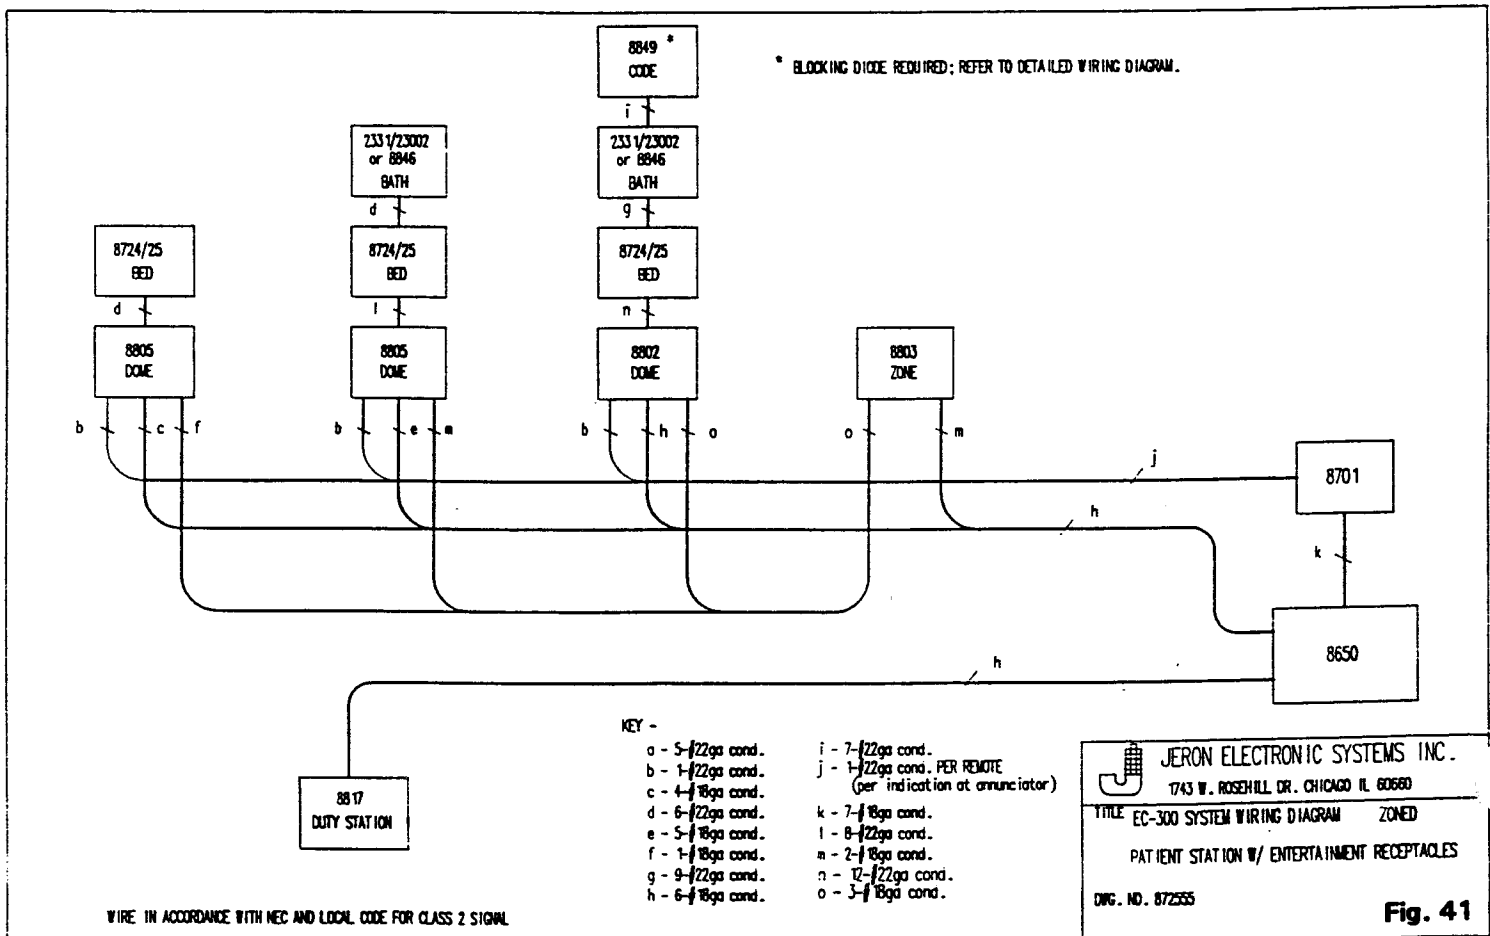 8849 *
CODE
* BLOCKING DIODE REQUIRED; REFER TO DETAILED WIRING DIAGRAM.
i
2331/23002
or 8846
BATH
2331/23002
or 8846
BATH
d
g
8724/25
BED
8724/25
BED
8724/25
BED
d
l
n
8805
DOME
8805
DOME
8802
DOME
8803
ZONE
b
c
f
b
e
m
b
h
o
o
m
j
8701
h
k
8650
h
8817
DUTY STATION
KEY -
a - 5-#22ga cond.
b - 1-#22ga cond.
c - 4-#18ga cond.
d - 6-#22ga cond.
e - 5-#18ga cond.
f - 1-#18ga cond.
g - 9-#22ga cond.
h - 6-#18ga cond.
i - 7-#22ga cond.
j - 1-#22ga cond. PER REMOTE
(per indication at annunciator)
k - 7-#18ga cond.
l - 8-#22ga cond.
m - 2-#18ga cond.
n - 12-#22ga cond.
o - 3-#18ga cond.
WIRE IN ACCORDANCE WITH NEC AND LOCAL CODE FOR CLASS 2 SIGNAL
JERON ELECTRONIC SYSTEMS INC.
1743 W. ROSEHILL DR. CHICAGO IL 60660
TITLE EC-300 SYSTEM WIRING DIAGRAM ZONED
PATIENT STATION W/ ENTERTAINMENT RECEPTACLES
DWG. NO. 872555
Fig. 41